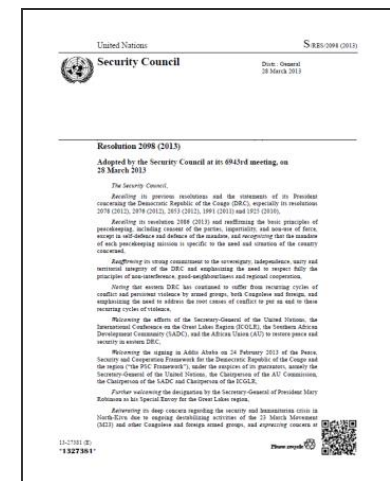 United Nations
S/RES/2098 (2013)
Security Council
Distr.: General
28 March 2013
Resolution 2098 (2013)
Adopted by the Security Council at its 6943rd meeting, on
28 March 2013
The Security Council,
Recalling its previous resolutions and the statements of its President
concerning the Democratic Republic of the Congo (DRC), especially its resolutions
2078 (2012), 2076 (2012), 2053 (2012), 1991 (2011) and 1925 (2010),
Recalling its resolution 2086 (2013) and reaffirming the basic principles of
peacekeeping, including consent of the parties, impartiality, and non-use of force,
except in self-defence and defence of the mandate, and recognizing that the mandate
of each peacekeeping mission is specific to the need and situation of the country
concerned,
Reaffirming its strong commitment to the sovereignty, independence, unity and
territorial integrity of the DRC and emphasizing the need to respect fully the
principles of non-interference, good-neighbourliness and regional cooperation,
Noting that eastern DRC has continued to suffer from recurring cycles of
conflict and persistent violence by armed groups, both Congolese and foreign, and
emphasizing the need to address the root causes of conflict to put an end to these
recurring cycles of violence,
Welcoming the efforts of the Secretary-General of the United Nations, the
International Conference on the Great Lakes Region (ICGLR), the Southern African
Development Community (SADC), and the African Union (AU) to restore peace and
security in eastern DRC,
Welcoming the signing in Addis Ababa on 24 February 2013 of the Peace,
Security and Cooperation Framework for the Democratic Republic of the Congo and
the region ("the PSC Framework"), under the auspices of its guarantors, namely the
Secretary-General of the United Nations, the Chairperson of the AU Commission,
the Chairperson of the SADC and Chairperson of the ICGLR,
Further welcoming the designation by the Secretary-General of President Mary
Robinson as his Special Envoy for the Great Lakes region,
Reiterating its deep concern regarding the security and humanitarian crisis in
North-Kivu due to ongoing destabilizing activities of the 23 March Movement
(M23) and other Congolese and foreign armed groups, and expressing concern at
13-27381 (E)
*1327381*
Please recycle